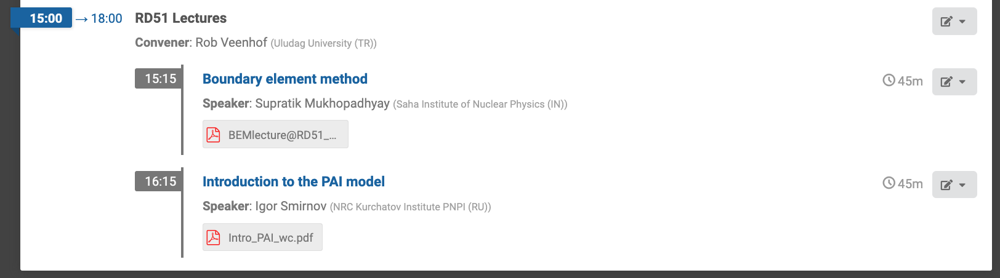 15:00 → 18:00 RD51 Lectures
Convener: Rob Veenhof (Uludag University (TR))
15:15 Boundary element method 45m
Speaker: Supratik Mukhopadhyay (Saha Institute of Nuclear Physics (IN))
BEMlecture@RD51_...
16:15 Introduction to the PAI model 45m
Speaker: Igor Smirnov (NRC Kurchatov Institute PNPI (RU))
Intro_PAI_wc.pdf